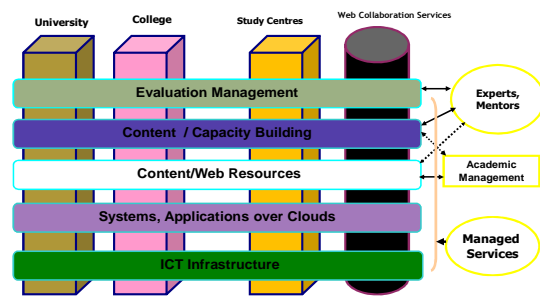 University
College
Study Centres
Web Collaboration Services
Evaluation Management
Content / Capacity Building
Content/Web Resources
Systems, Applications over Clouds
ICT Infrastructure
Experts,
Mentors
Academic
Management
Managed
Services